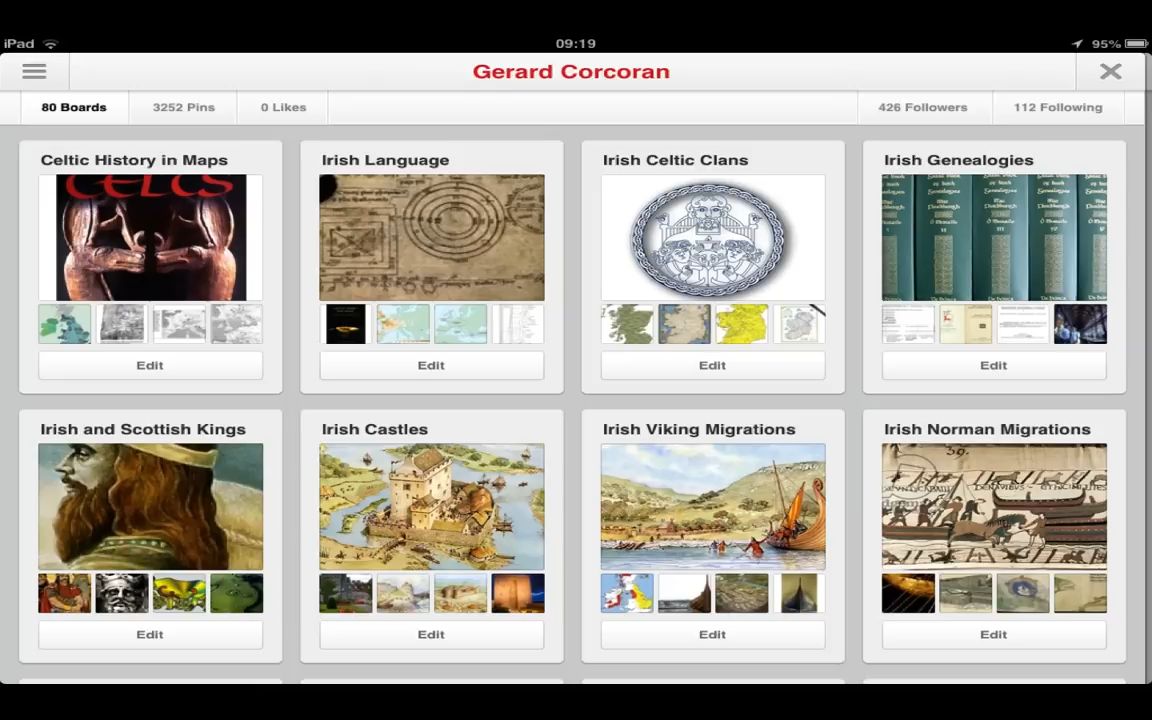 iPad 09:19 95%
Gerard Corcoran
80 Boards 3252 Pins 0 Likes 426 Followers 112 Following
Celtic History in Maps Irish Language Irish Celtic Clans Irish Genealogies
CELTS
Edit Edit Edit Edit
Irish and Scottish Kings Irish Castles Irish Viking Migrations Irish Norman Migrations
39.
Edit Edit Edit Edit